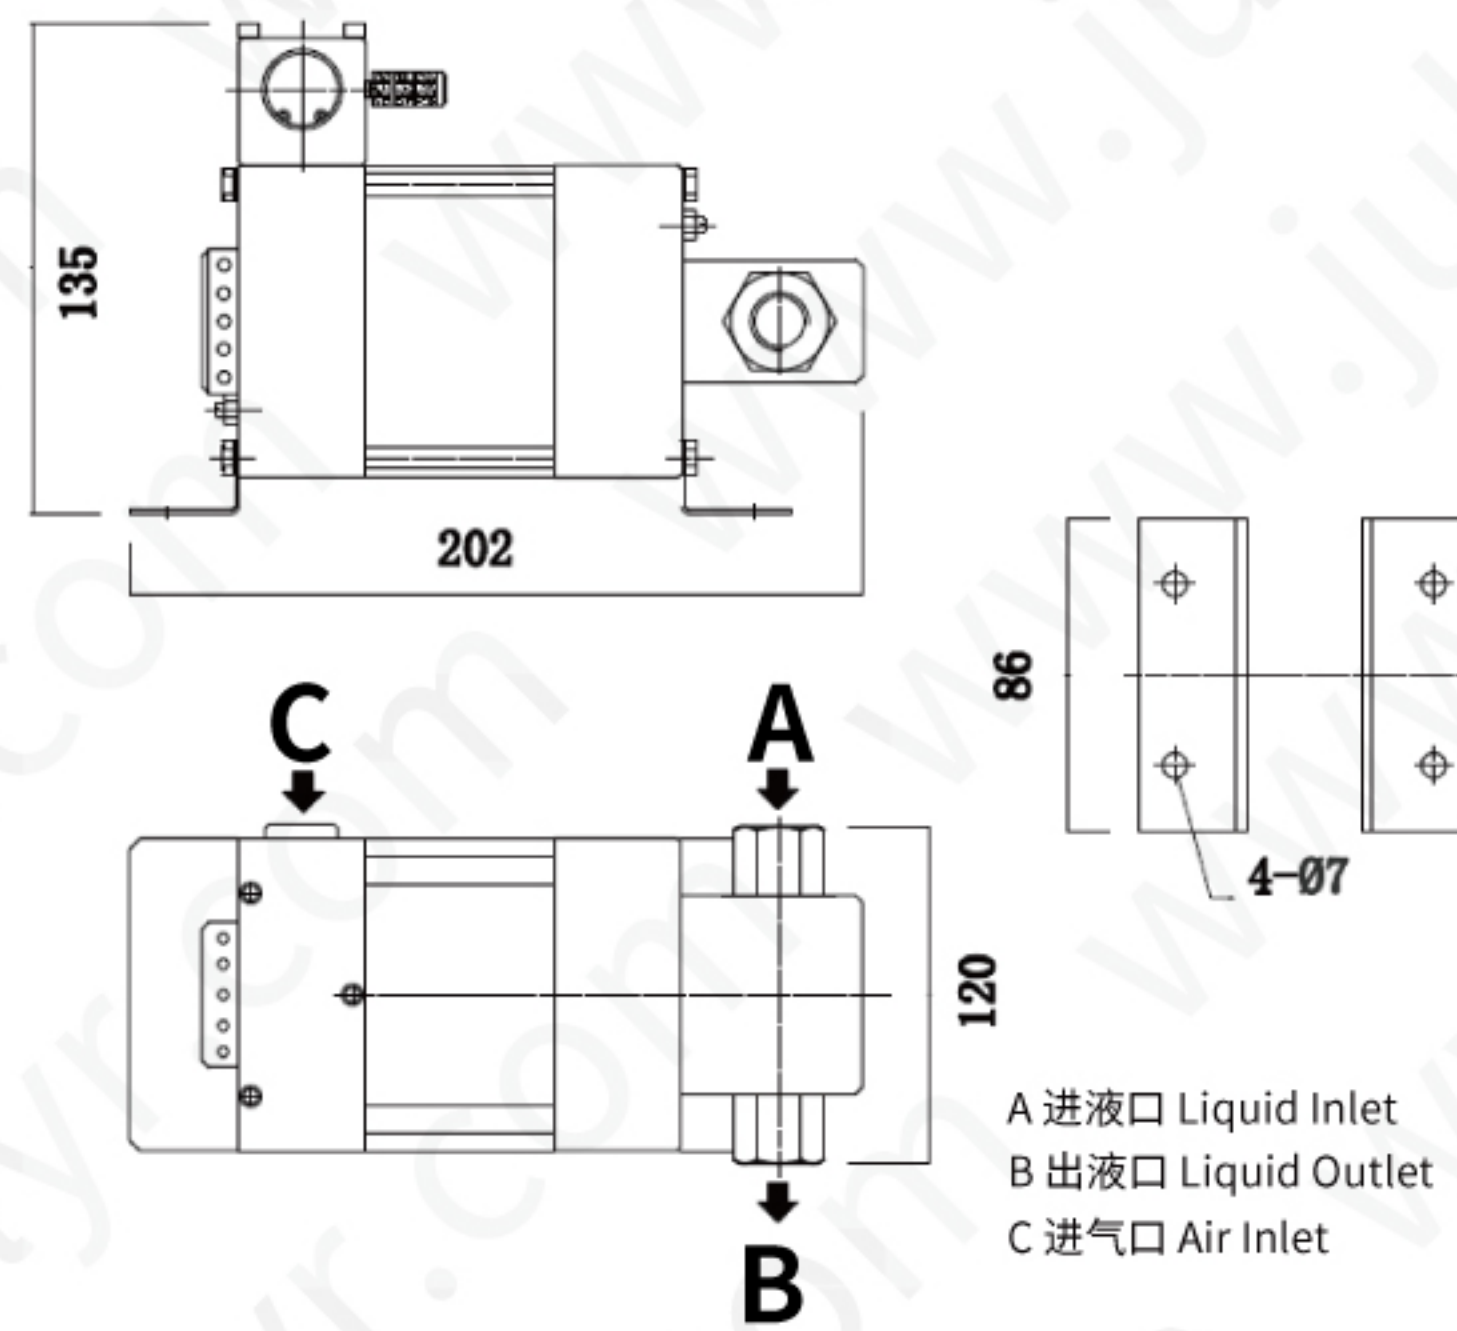 135
202
86
4-Ø7
C
A
120
B
A 进液口 Liquid Inlet
B 出液口 Liquid Outlet
C 进气口 Air Inlet